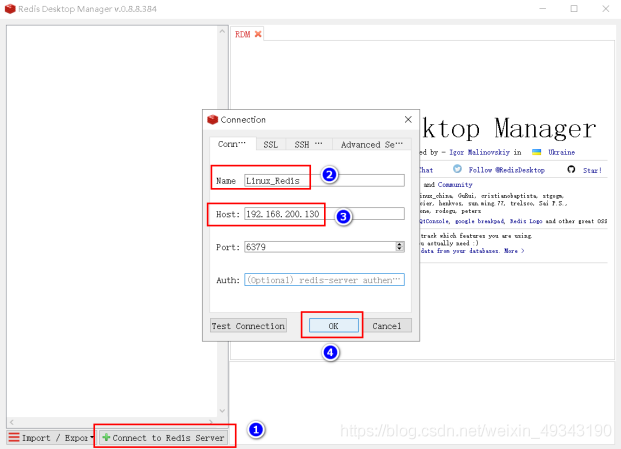 Redis Desktop Manager v.0.8.8.384
RDM
ktop Manager
ed by - Igor Malinovskiy in Ukraine
Chat Follow @RedisDesktop Star!
and Community
inux_china, GuRui, cristianobaptista, stgogm,
sier, henkvos, sun.ming.77, trelsco, Sai P.S.,
one, rodogu, peters
QtConsole, google breakpad, Redis Logo and other great OSS
track which features you are using.
ou actually need :)
data from your databases. More >
Connection
Conn··· SSL SSH ··· Advanced Se···
Name Linux_Redis
2
Host: 192.168.200.130
3
Port: 6379
Auth: (Optional) redis-server authen···
Test Connection OK Cancel
4
Import / Expor
Connect to Redis Server
1
https://blog.csdn.net/weixin_49343190